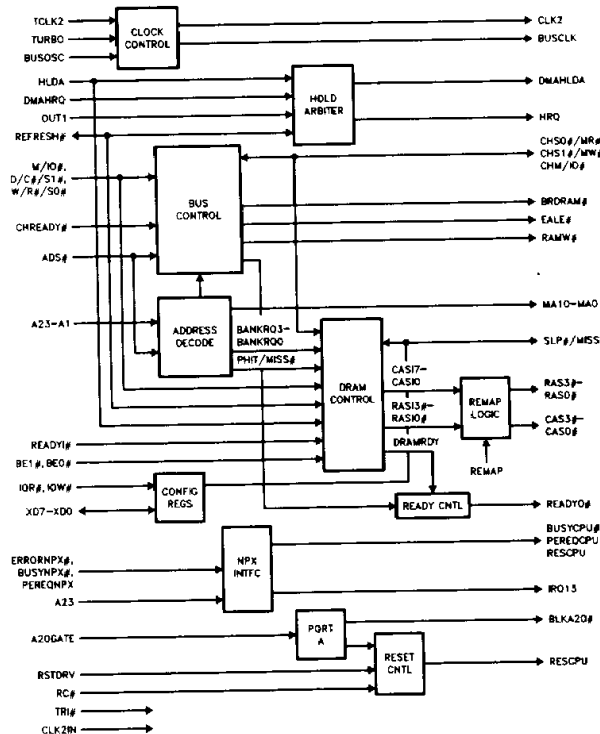 TCLK2
TURBO
BUSOSC
CLOCK
CONTROL
CLK2
BUSCLK
HLDA
DMAHRQ
OUT1
REFRESH#
HOLD
ARBITER
DMAHLDA
HRQ
M/IO#,
D/C#/S1#,
W/R#/S0#
CHREADY#
ADS#
BUS
CONTROL
CHS0#/MR#
CHS1#/MW#
CHM/IO#
BRDRAM#
EALE#
RAMW#
A23-A1
ADDRESS
DECODE
BANKRQ3-
BANKRQ0
PHIT/MISS#
MA10-MA0
SLP#/MISS
DRAM
CONTROL
CASI7-
CASI0
RASI3#-
RASI0#
DRAMRDY
REMAP
LOGIC
RAS3#-
RAS0#
CAS3#-
CAS0#
REMAP
READYI#
BE1#, BE0#
IOR#, IOW#
XD7-XD0
CONFIG
REGS
READY CNTL
READYO#
ERRORNPX#,
BUSYNPX#,
PEREQNPX
A23
NPX
INTFC
BUSYCPU#
PEREQCPU
RESCPU
IRQ13
A20GATE
PORT
A
BLKA20#
RSTDRV
RC#
RESET
CNTL
RESCPU
TRI#
CLK2IN